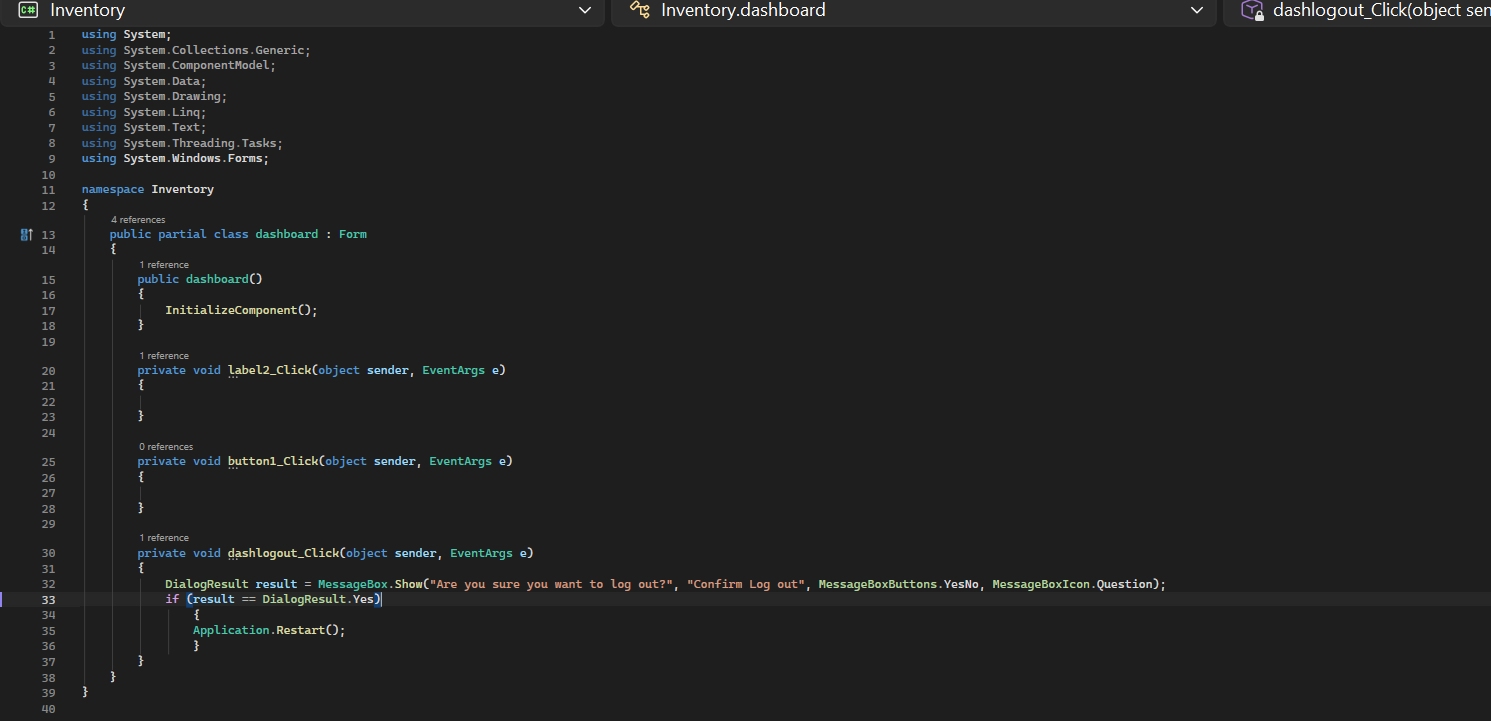 Inventory
Inventory.dashboard
dashlogout_Click(object sen
1 using System;
2 using System.Collections.Generic;
3 using System.ComponentModel;
4 using System.Data;
5 using System.Drawing;
6 using System.Linq;
7 using System.Text;
8 using System.Threading.Tasks;
9 using System.Windows.Forms;
10
11 namespace Inventory
12 {
4 references
13 public partial class dashboard : Form
14 {
1 reference
15 public dashboard()
16 {
17 InitializeComponent();
18 }
19
1 reference
20 private void label2_Click(object sender, EventArgs e)
21 {
22
23 }
24
0 references
25 private void button1_Click(object sender, EventArgs e)
26 {
27
28 }
29
1 reference
30 private void dashlogout_Click(object sender, EventArgs e)
31 {
32 DialogResult result = MessageBox.Show("Are you sure you want to log out?", "Confirm Log out", MessageBoxButtons.YesNo, MessageBoxIcon.Question);
33 if (result == DialogResult.Yes)
34 {
35 Application.Restart();
36 }
37 }
38 }
39 }
40